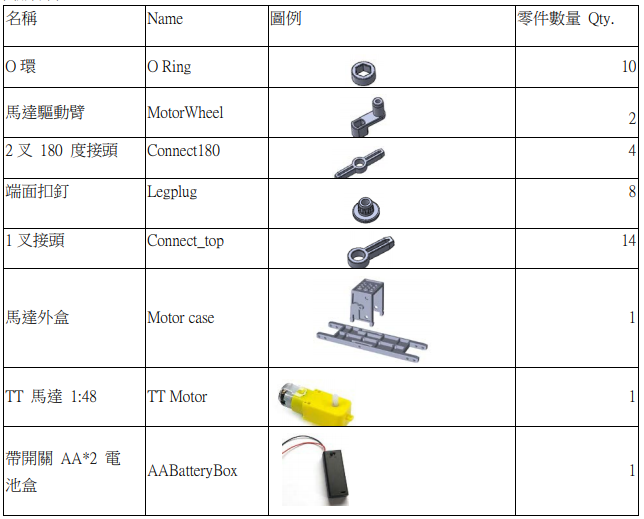 名稱 Name 圖例 零件數量 Qty.
O 環 O Ring 10
馬達驅動臂 MotorWheel 2
2 叉 180 度接頭 Connect180 4
端面扣釘 Legplug 8
1 叉接頭 Connect_top 14
馬達外盒 Motor case 1
TT 馬達 1:48 TT Motor 1
帶開關 AA*2 電
池盒 AABatteryBox 1